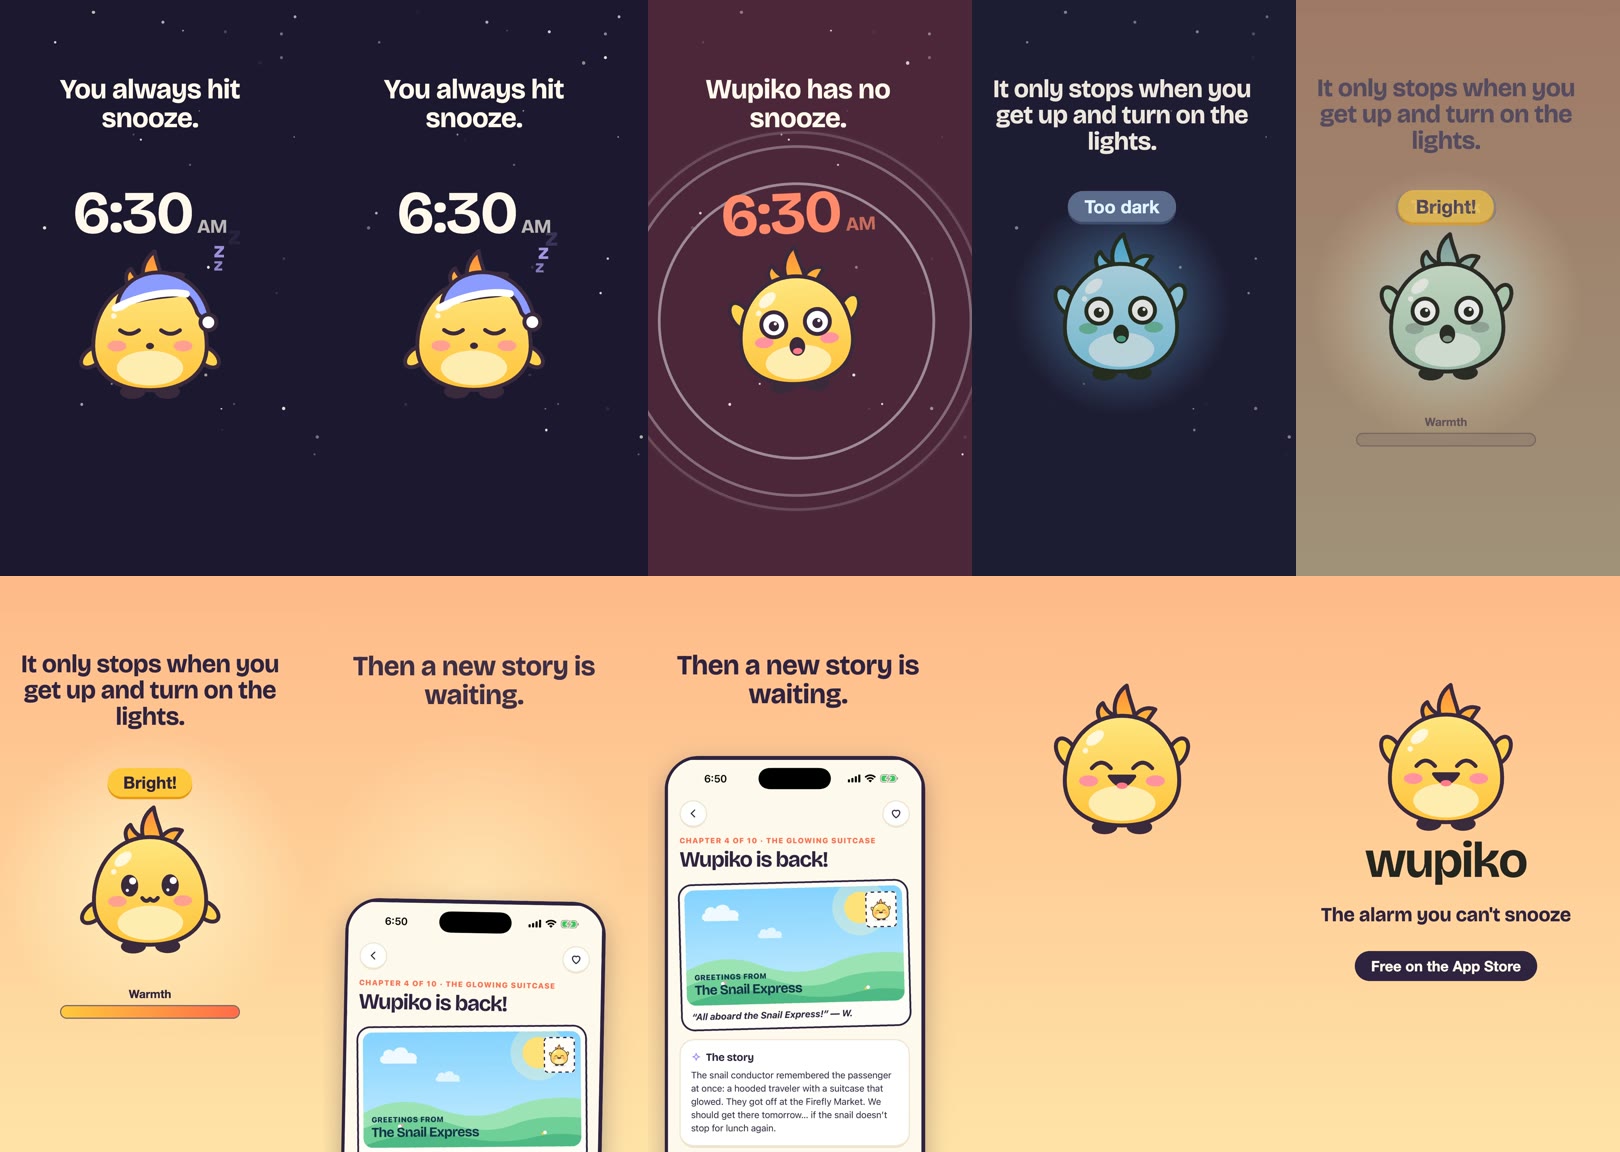 You always hit
snooze.
6:30 AM
z
z
z
You always hit
snooze.
6:30 AM
z
z
z
Wupiko has no
snooze.
6:30 AM
It only stops when you
get up and turn on the
lights.
Too dark
It only stops when you
get up and turn on the
lights.
Bright!
Warmth
It only stops when you
get up and turn on the
lights.
Bright!
Warmth
Then a new story is
waiting.
6:50
CHAPTER 4 OF 10 · THE GLOWING SUITCASE
Wupiko is back!
GREETINGS FROM
The Snail Express
Then a new story is
waiting.
6:50
CHAPTER 4 OF 10 · THE GLOWING SUITCASE
Wupiko is back!
GREETINGS FROM
The Snail Express
“All aboard the Snail Express!” — W.
The story
The snail conductor remembered the passenger
at once: a hooded traveler with a suitcase that
glowed. They got off at the Firefly Market. We
should get there tomorrow... if the snail doesn't
stop for lunch again.
wupiko
The alarm you can't snooze
Free on the App Store